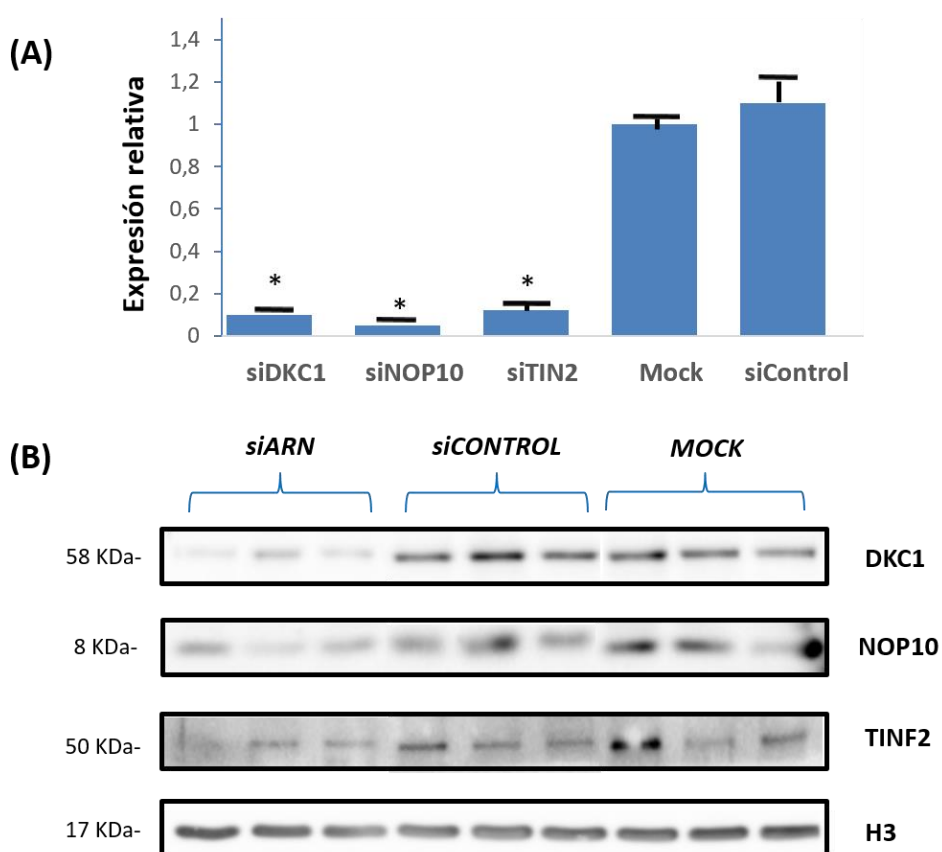 (A)
Expresión relativa
1,4
1,2
1
0,8
0,6
0,4
0,2
0
* * *
siDKC1 siNOP10 siTIN2 Mock siControl
(B)
siARN siCONTROL MOCK
58 KDa- DKC1
8 KDa- NOP10
50 KDa- TINF2
17 KDa- H3